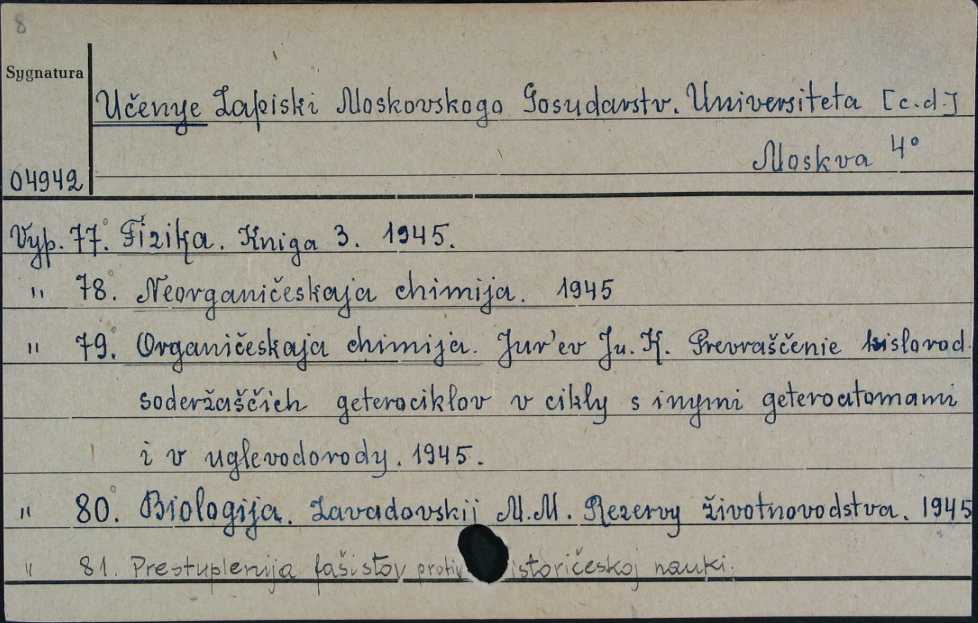 8
Sygnatura
Učenye Zapiski Moskovskogo Gosudarstv. Universiteta [c.d.]
Moskva 4°
04942
Vyp. 77. Fizika. Kniga 3. 1945.
" 78. Neorganičeskaja chimija. 1945
" 79. Organičeskaja chimija. Jur'ev Ju. K. Prevraščenie kislorod.
soderžaščich geterociklov v cikly s inymi geteroatomami
i v uglevodorody. 1945.
" 80. Biologija. Zavadovskij M.M. Rezervy životnovodstva. 1945
" 81. Prestuplenija fašistov protiv istoričeskoj nauki.